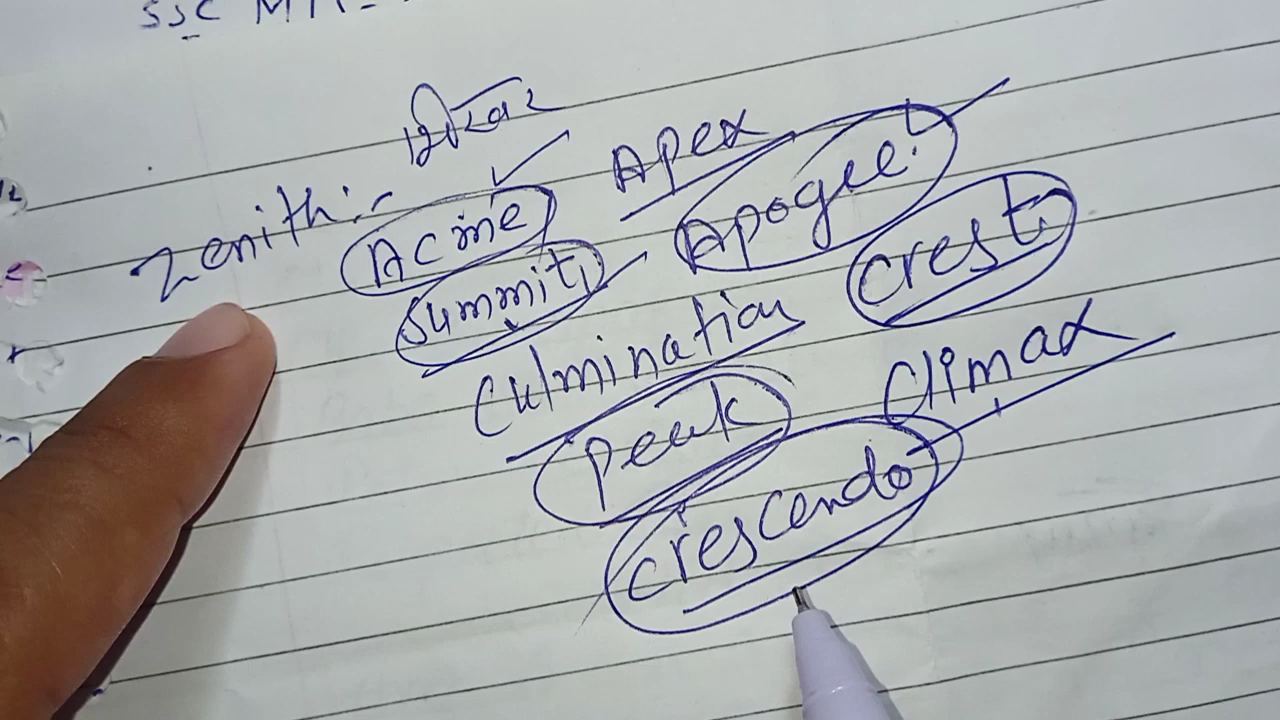 SSC
शिखर
Zenith:- Acme Apex Apogee.
Summit, Crest,
Culmination
Peak Climax
Crescendo